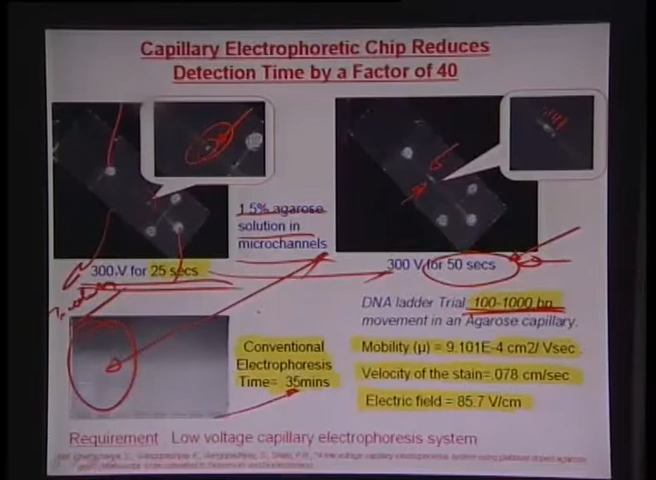 Capillary Electrophoretic Chip Reduces
Detection Time by a Factor of 40
1.5% agarose
solution in
microchannels
300 V for 25 secs
300 V for 50 secs
DNA ladder Trial 100-1000 bp
movement in an Agarose capillary.
Conventional
Electrophoresis
Time= 35mins
Mobility (μ) = 9.101E-4 cm2/ Vsec.
Velocity of the stain=.078 cm/sec
Electric field = 85.7 V/cm
Requirement Low voltage capillary electrophoresis system